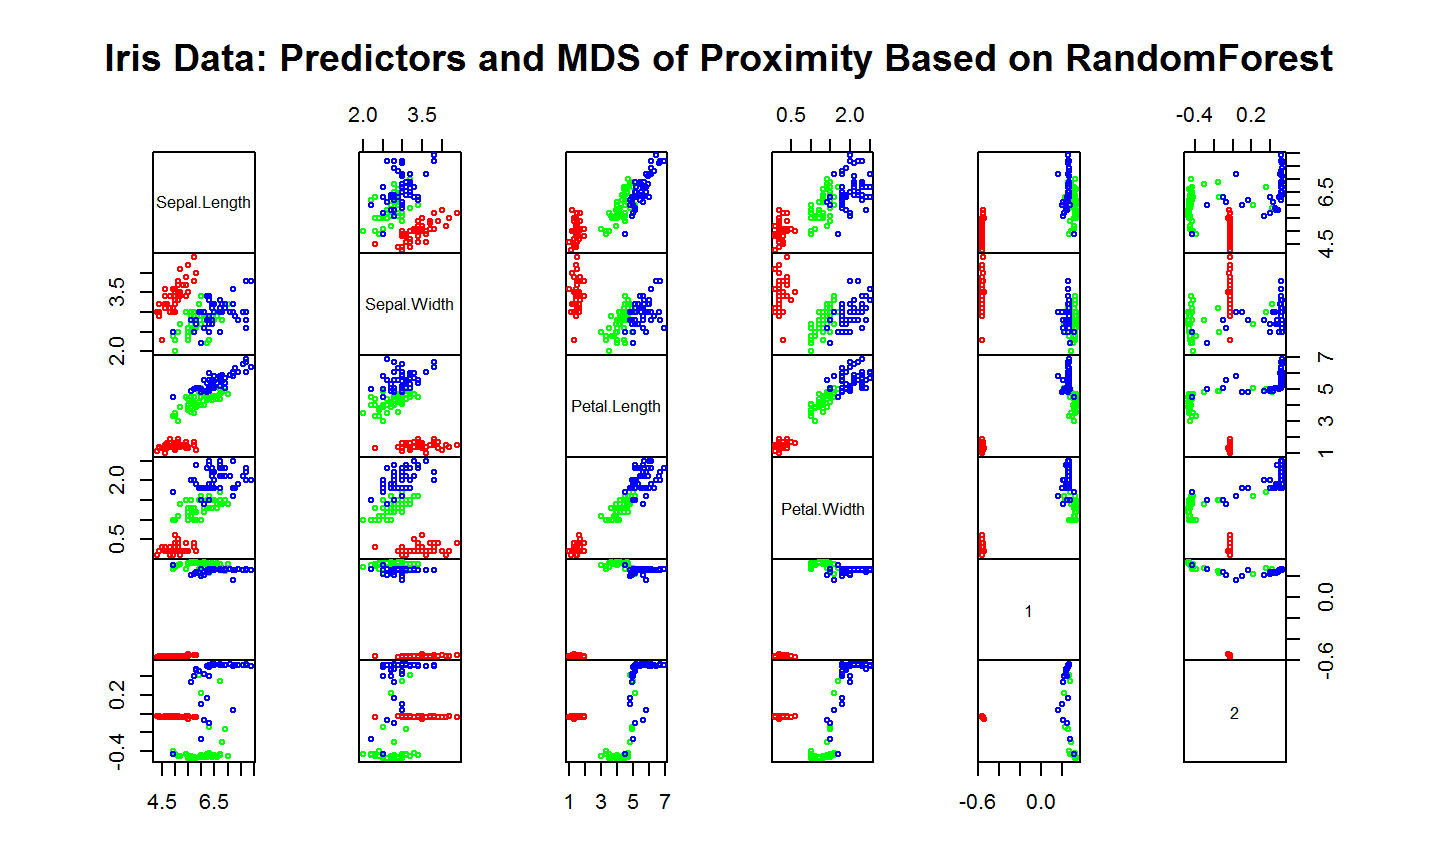 Iris Data: Predictors and MDS of Proximity Based on RandomForest
2.0 3.5 0.5 2.0 -0.4 0.2
Sepal.Length
4.5 6.5
Sepal.Width
2.0 3.5
Petal.Length
1 3 5 7
Petal.Width
0.5 2.0
1
-0.6 0.0
2
-0.4 0.2
4.5 6.5 1 3 5 7 -0.6 0.0